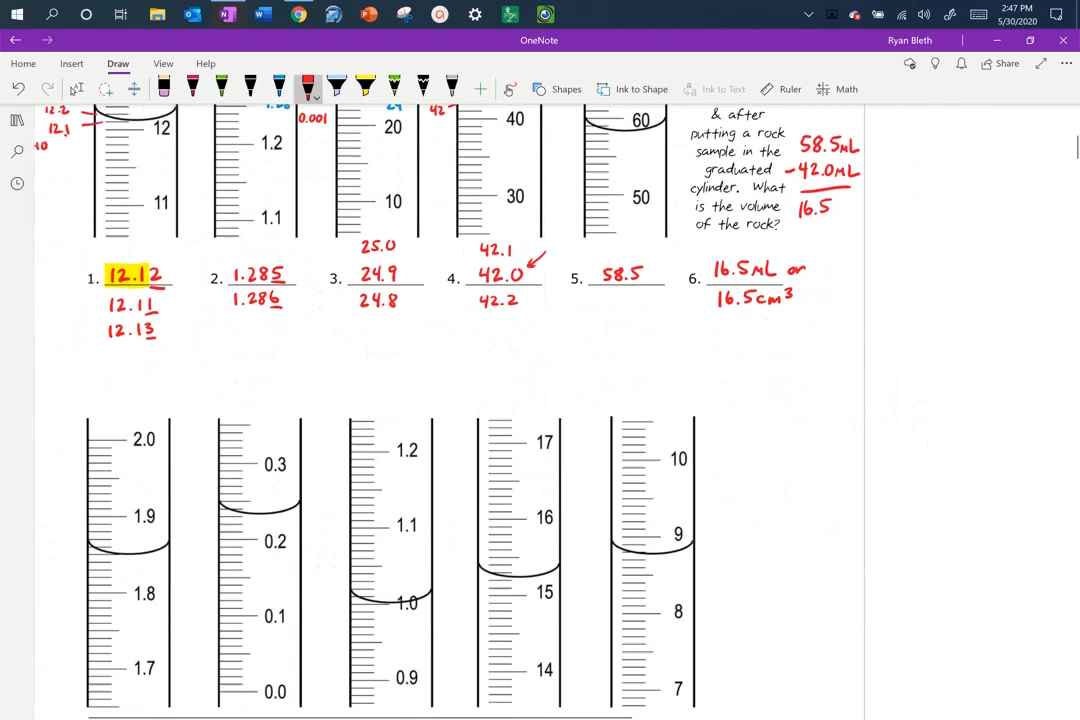 2:47 PM
5/30/2020
OneNote
Ryan Bleth
Home Insert Draw View Help
Share
Shapes Ink to Shape Ink to Text Ruler Math
12.2
12.1
12
11
1.2
1.1
0.001
24
20
10
42
40
30
60
50
& after
putting a rock
sample in the
graduated
cylinder. What
is the volume
of the rock?
58.5mL
-42.0mL
16.5
1. 12.12
12.11
12.13
2. 1.285
1.286
25.0
3. 24.9
24.8
42.1
4. 42.0
42.2
5. 58.5
6. 16.5mL or
16.5cm³
2.0
1.9
1.8
1.7
0.3
0.2
0.1
0.0
1.2
1.1
1.0
0.9
17
16
15
14
10
9
8
7